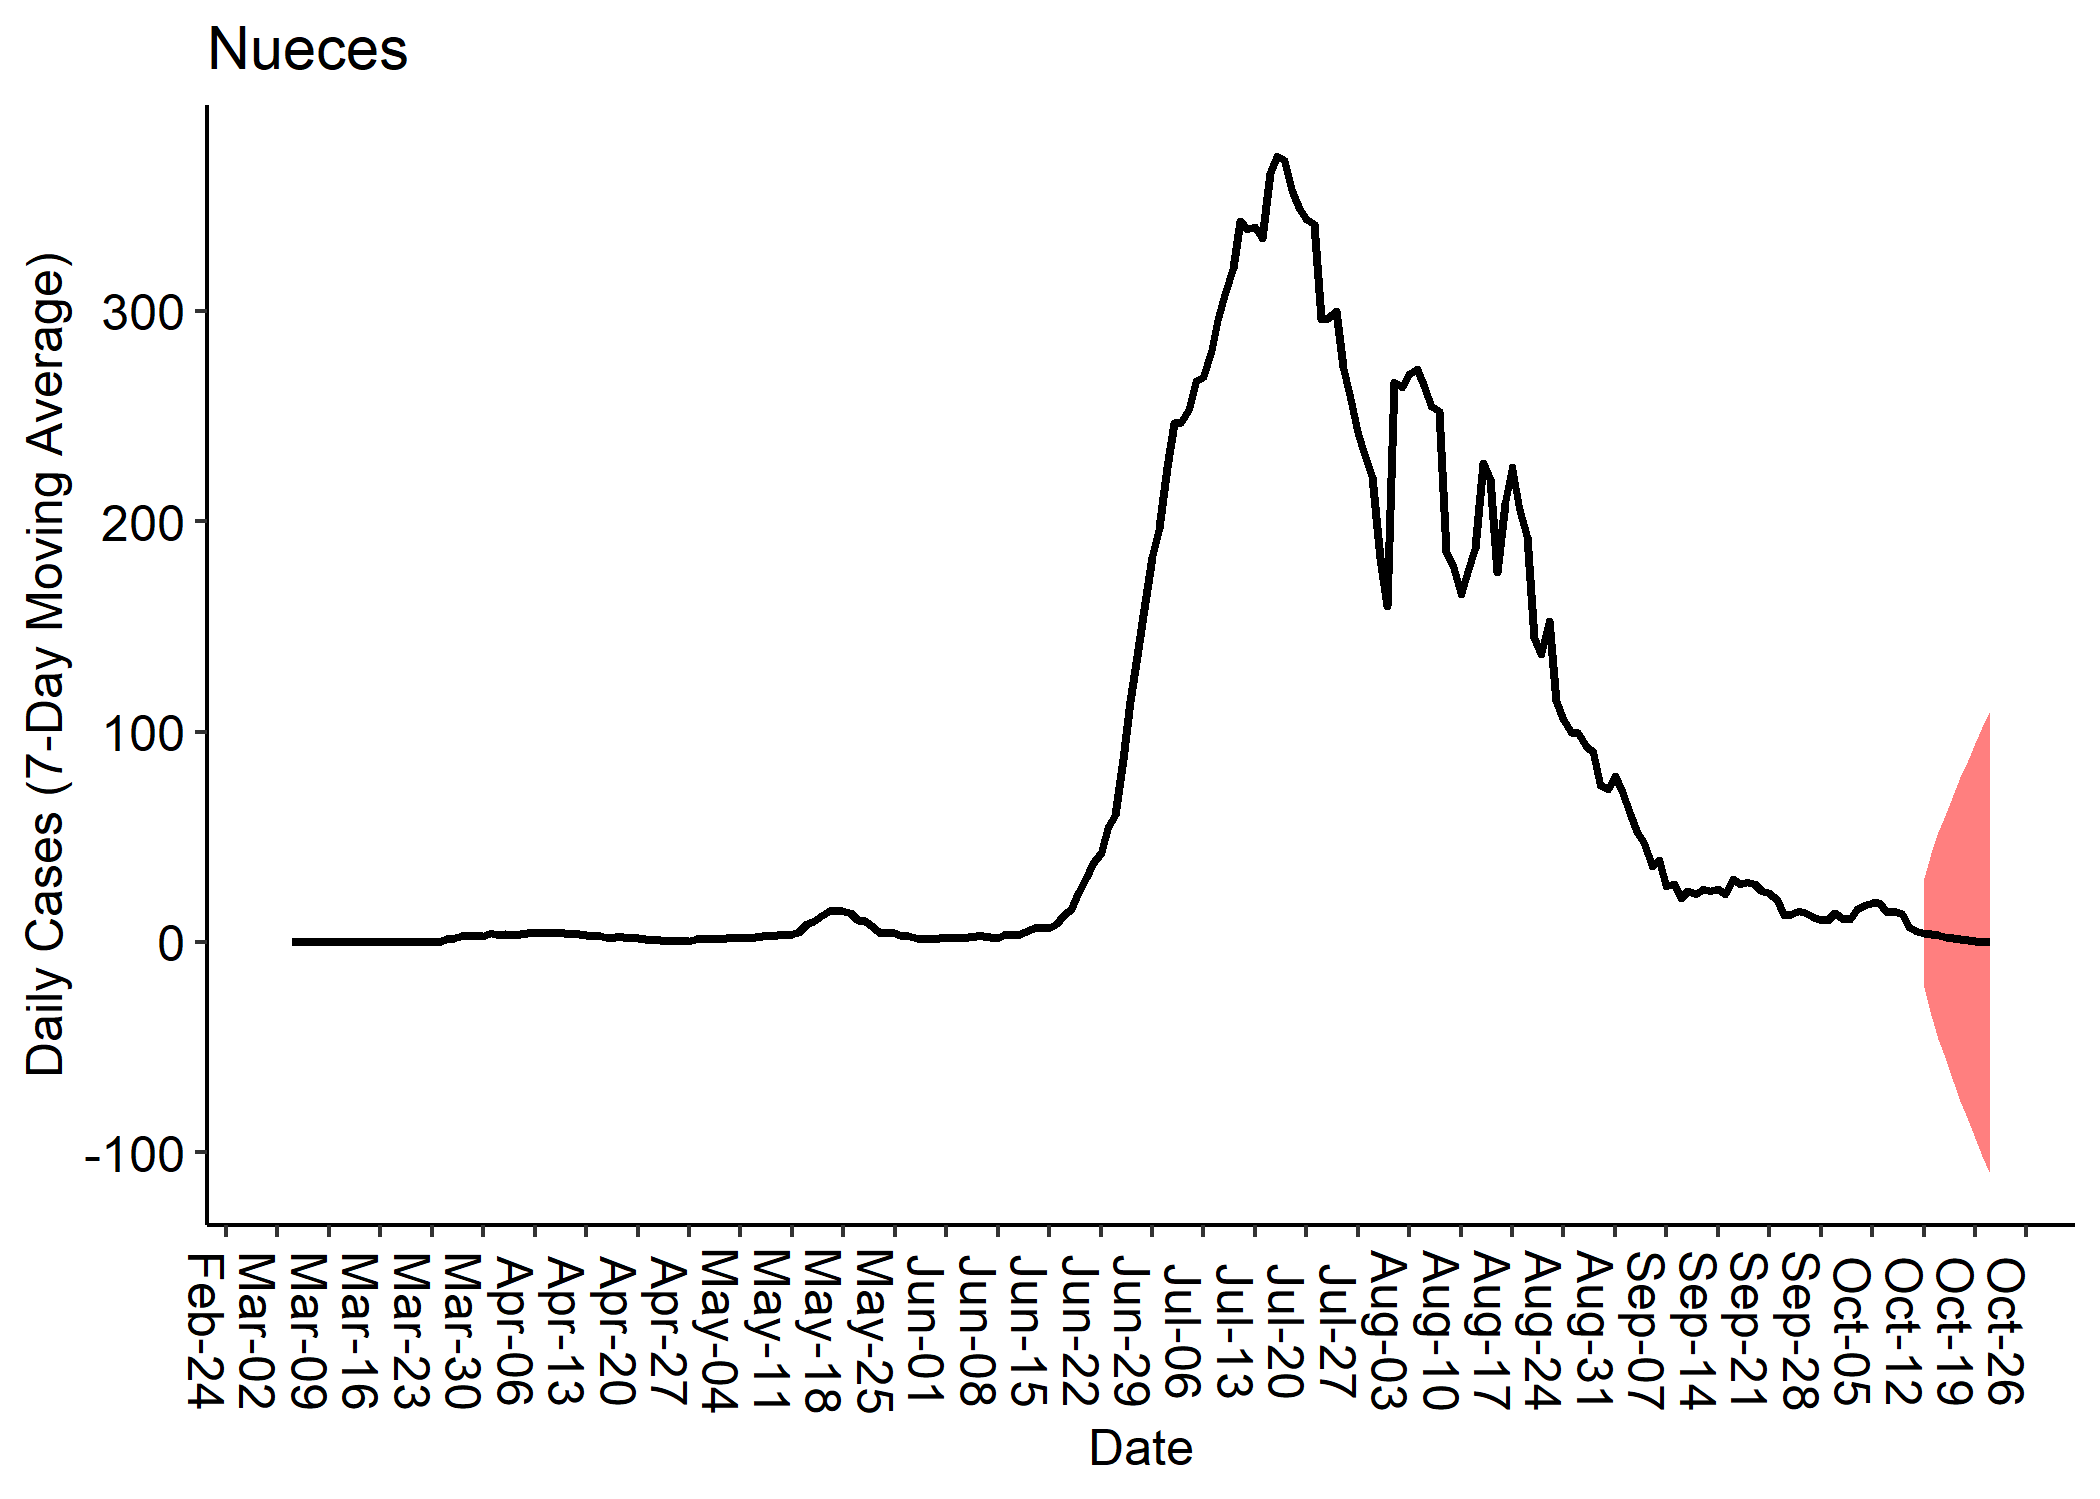 Nueces
Daily Cases (7-Day Moving Average)
300
200
100
0
-100
Feb-24
Mar-02
Mar-09
Mar-16
Mar-23
Mar-30
Apr-06
Apr-13
Apr-20
Apr-27
May-04
May-11
May-18
May-25
Jun-01
Jun-08
Jun-15
Jun-22
Jun-29
Jul-06
Jul-13
Jul-20
Jul-27
Aug-03
Aug-10
Aug-17
Aug-24
Aug-31
Sep-07
Sep-14
Sep-21
Sep-28
Oct-05
Oct-12
Oct-19
Oct-26
Date